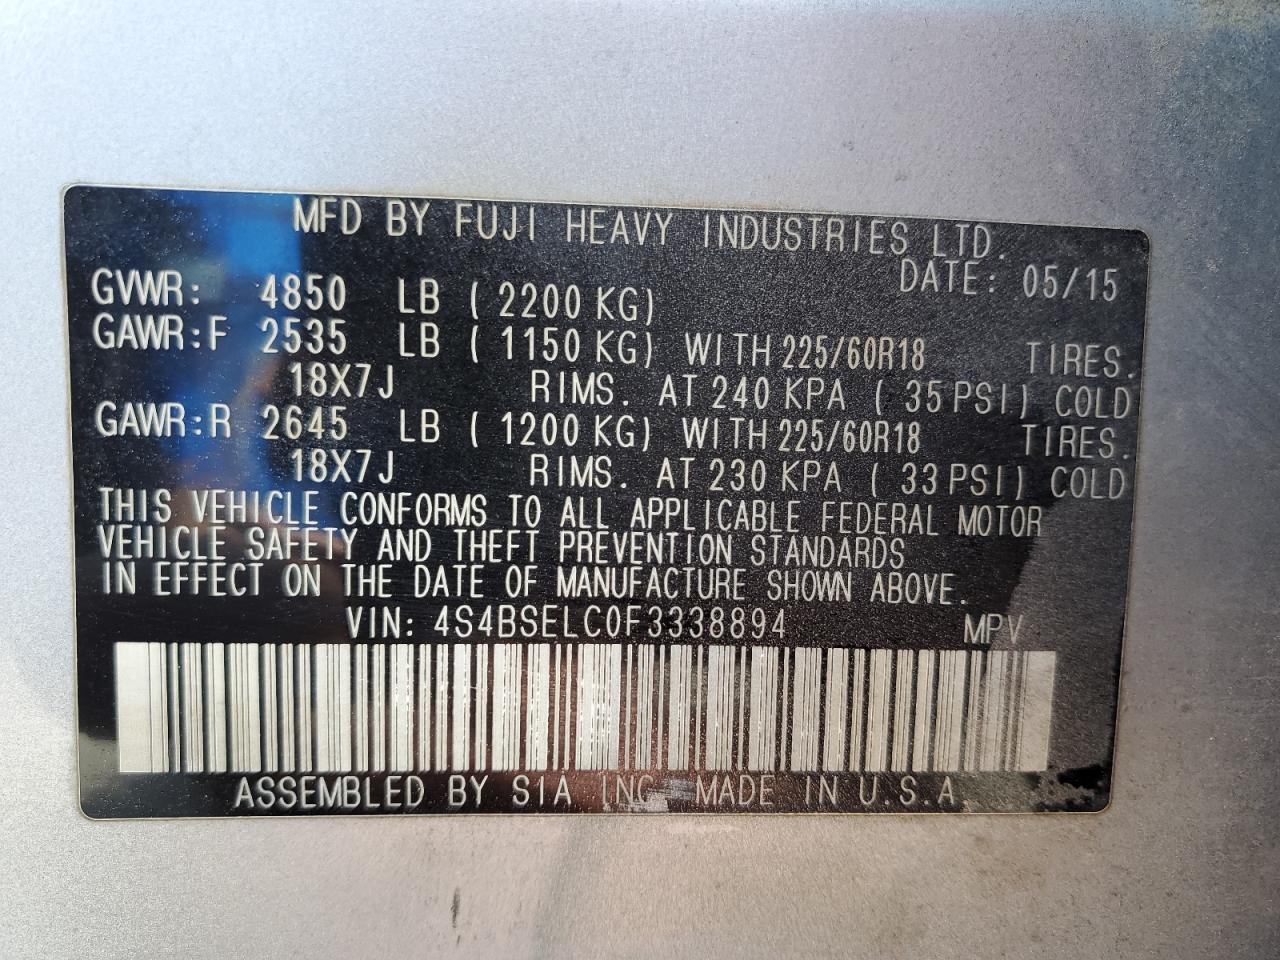 MFD BY FUJI HEAVY INDUSTRIES LTD.
DATE: 05/15
GVWR: 4850 LB ( 2200 KG)
GAWR:F 2535 LB ( 1150 KG) WITH 225/60R18 TIRES.
18X7J RIMS. AT 240 KPA ( 35 PSI) COLD
GAWR:R 2645 LB ( 1200 KG) WITH 225/60R18 TIRES.
18X7J RIMS. AT 230 KPA ( 33 PSI) COLD
THIS VEHICLE CONFORMS TO ALL APPLICABLE FEDERAL MOTOR
VEHICLE SAFETY AND THEFT PREVENTION STANDARDS
IN EFFECT ON THE DATE OF MANUFACTURE SHOWN ABOVE.
VIN: 4S4BSELC0F3338894 MPV
ASSEMBLED BY SIA INC. MADE IN U.S.A.